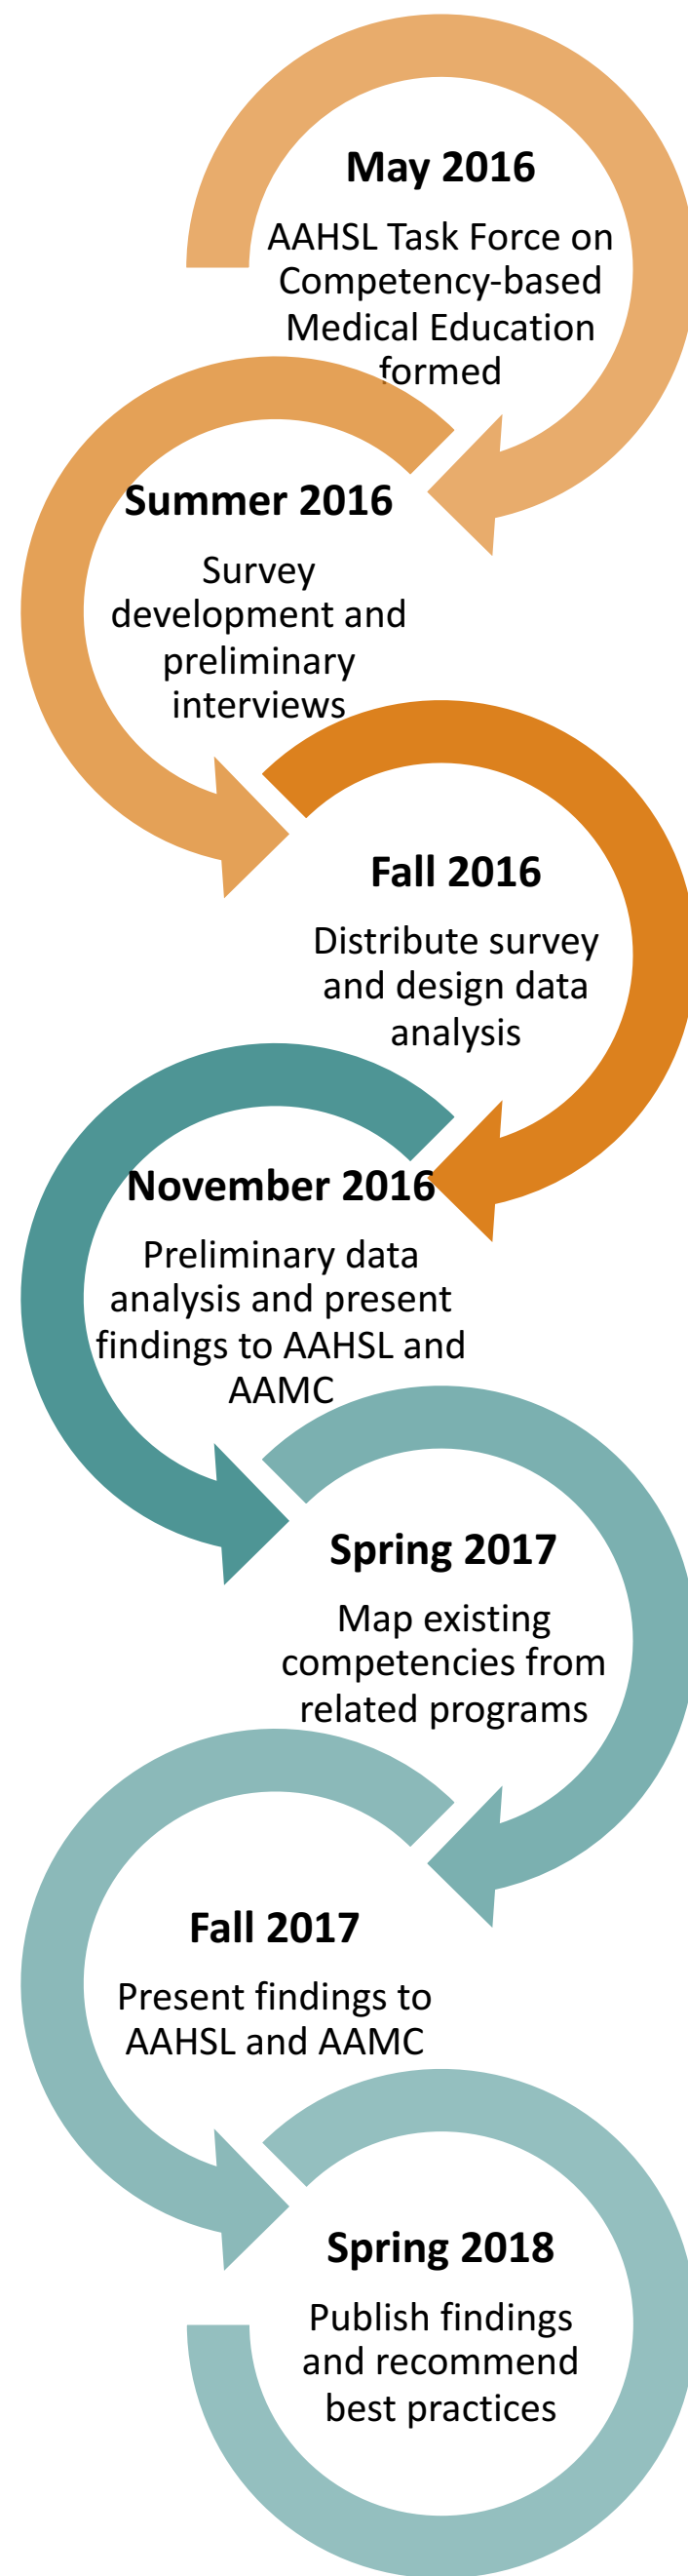 May 2016
AAHSL Task Force on
Competency-based
Medical Education
formed
Summer 2016
Survey
development and
preliminary
interviews
Fall 2016
Distribute survey
and design data
analysis
November 2016
Preliminary data
analysis and present
findings to AAHSL and
AAMC
Spring 2017
Map existing
competencies from
related programs
Fall 2017
Present findings to
AAHSL and AAMC
Spring 2018
Publish findings
and recommend
best practices